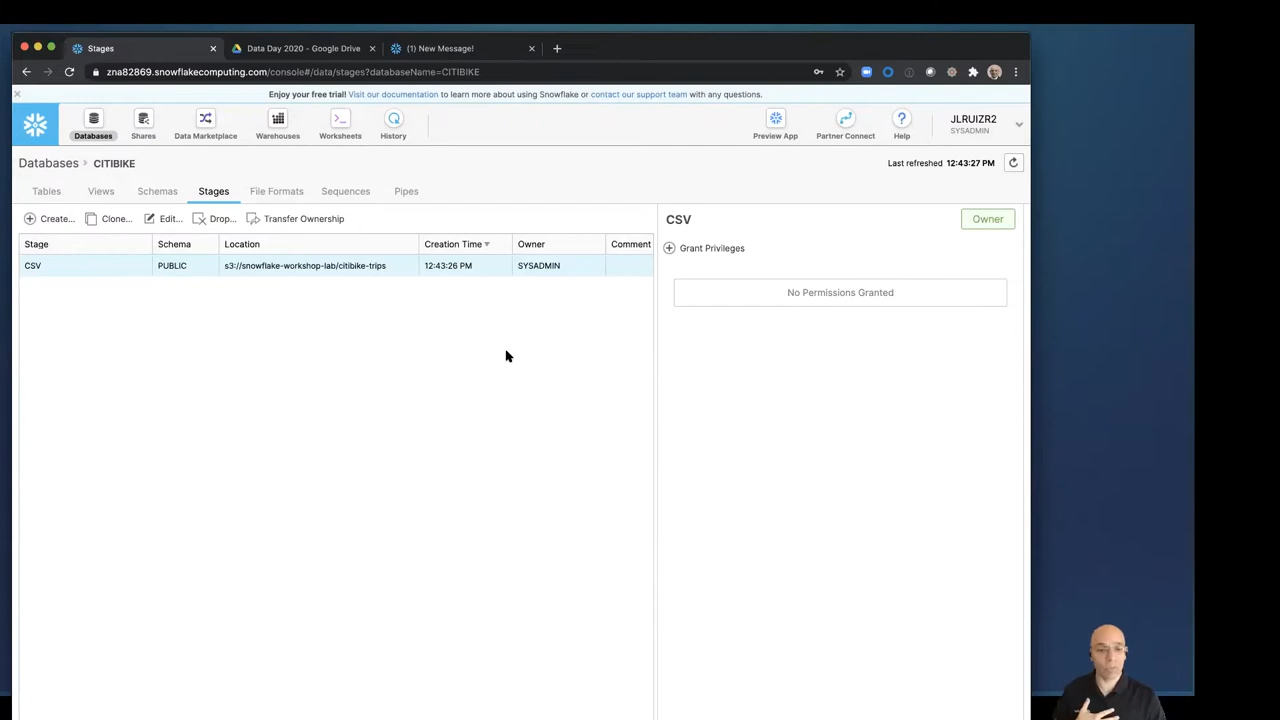 Stages
Data Day 2020 - Google Drive
(1) New Message!
zna82869.snowflakecomputing.com/console#/data/stages?databaseName=CITIBIKE
Enjoy your free trial! Visit our documentation to learn more about using Snowflake or contact our support team with any questions.
Databases
Shares
Data Marketplace
Warehouses
Worksheets
History
Preview App
Partner Connect
Help
JLRUIZR2
SYSADMIN
Databases CITIBIKE
Last refreshed 12:43:27 PM
Tables Views Schemas Stages File Formats Sequences Pipes
Create... Clone... Edit... Drop... Transfer Ownership
Stage Schema Location Creation Time Owner Comment
CSV PUBLIC s3://snowflake-workshop-lab/citibike-trips 12:43:26 PM SYSADMIN
CSV
Owner
Grant Privileges
No Permissions Granted